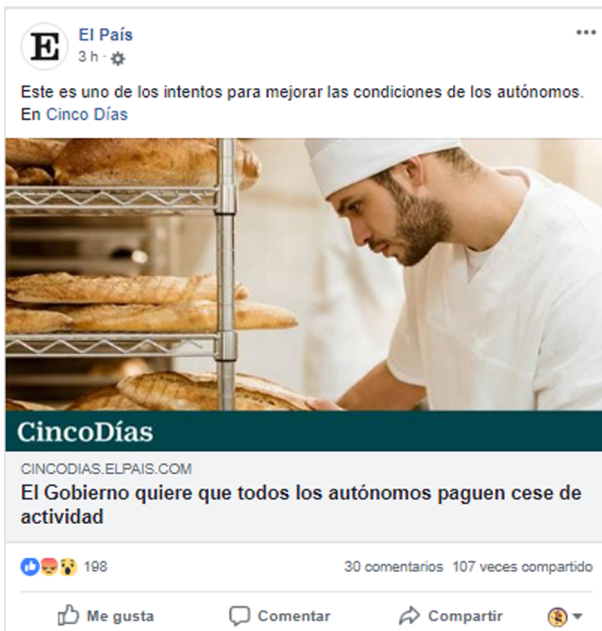 E
El País
3 h ·
Este es uno de los intentos para mejorar las condiciones de los autónomos.
En Cinco Días
CincoDías
CINCODIAS.ELPAIS.COM
El Gobierno quiere que todos los autónomos paguen cese de
actividad
198
30 comentarios 107 veces compartido
Me gusta
Comentar
Compartir